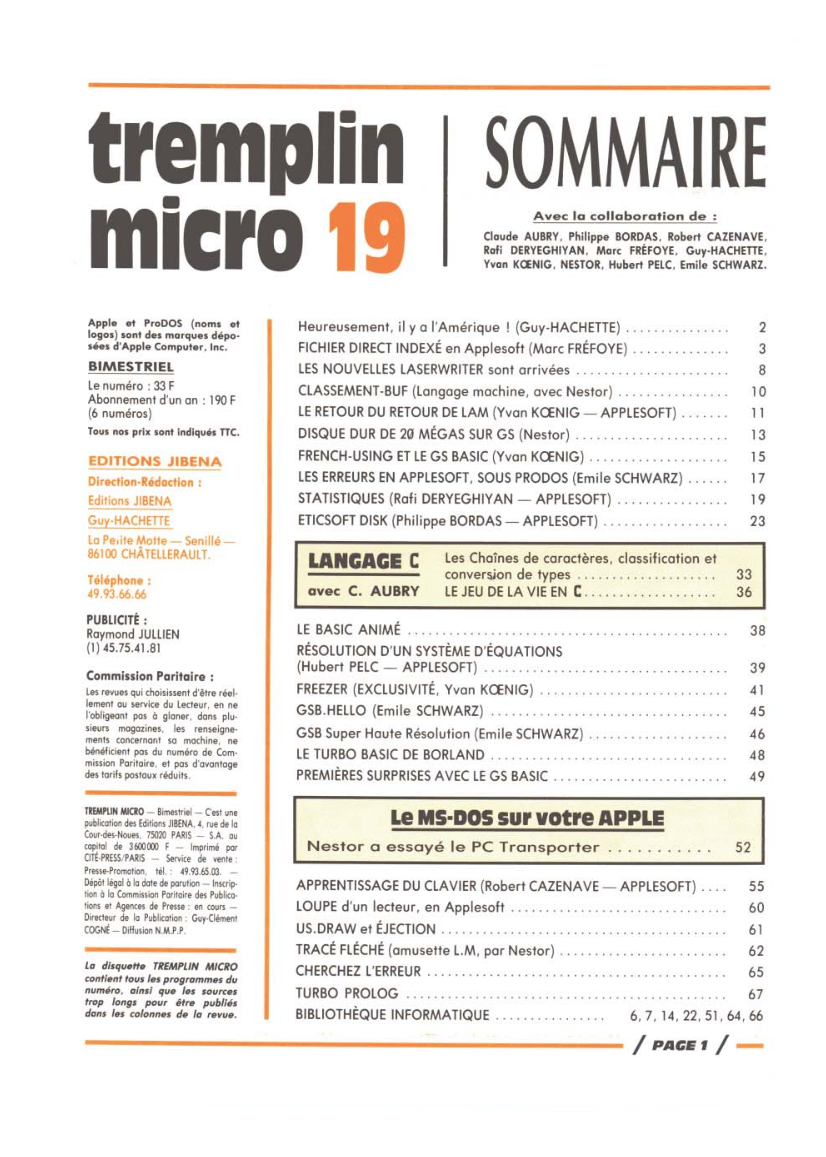 tremplin
micro 19
SOMMAIRE
Avec la collaboration de :
Claude AUBRY, Philippe BORDAS, Robert CAZENAVE,
Rafi DERYEGHIYAN, Marc FRÉFOYE, Guy-HACHETTE,
Yvan KŒNIG, NESTOR, Hubert PELC, Emile SCHWARZ.
Apple et ProDOS (noms et
logos) sont des marques dépo-
sées d'Apple Computer, Inc.
BIMESTRIEL
Le numéro : 33 F
Abonnement d'un an : 190 F
(6 numéros)
Tous nos prix sont indiqués TTC.
EDITIONS JIBENA
Direction-Rédaction :
Editions JIBENA
Guy-HACHETTE
La Petite Motte — Senillé —
86100 CHÂTELLERAULT.
Téléphone :
49.93.66.66
PUBLICITÉ :
Raymond JULLIEN
(1) 45.75.41.81
Commission Paritaire :
Les revues qui choisissent d'être réel-
lement au service du Lecteur, en ne
l'obligeant pas à glaner, dans plu-
sieurs magazines, les renseigne-
ments concernant sa machine, ne
bénéficient pas du numéro de Com-
mission Paritaire, et pas d'avantage
des tarifs postaux réduits.
TREMPLIN MICRO — Bimestriel — C'est une
publication des Editions JIBENA, 4, rue de la
Cour-des-Noues, 75020 PARIS — S.A. au
capital de 3600000 F — Imprimé par
CITÉ-PRESS/PARIS — Service de vente :
Presse-Promotion, tél. : 49.93.65.03. —
Dépôt légal à la date de parution — Inscrip-
tion à la Commission Paritaire des Publica-
tions et Agences de Presse : en cours —
Directeur de la Publication : Guy-Clément
COGNÉ — Diffusion N.M.P.P.
La disquette TREMPLIN MICRO
contient tous les programmes du
numéro, ainsi que les sources
trop longs pour être publiés
dans les colonnes de la revue.
Heureusement, il y a l'Amérique ! (Guy-HACHETTE) ............... 2
FICHIER DIRECT INDEXÉ en Applesoft (Marc FRÉFOYE) .............. 3
LES NOUVELLES LASERWRITER sont arrivées ...................... 8
CLASSEMENT-BUF (Langage machine, avec Nestor) ................ 10
LE RETOUR DU RETOUR DE LAM (Yvan KŒNIG — APPLESOFT) ....... 11
DISQUE DUR DE 20 MÉGAS SUR GS (Nestor) ...................... 13
FRENCH-USING ET LE GS BASIC (Yvan KŒNIG) .................... 15
LES ERREURS EN APPLESOFT, SOUS PRODOS (Emile SCHWARZ) ...... 17
STATISTIQUES (Rafi DERYEGHIYAN — APPLESOFT) ................ 19
ETICSOFT DISK (Philippe BORDAS — APPLESOFT) .................. 23
LANGAGE C
avec C. AUBRY
Les Chaînes de caractères, classification et
conversion de types .................... 33
LE JEU DE LA VIE EN C................... 36
LE BASIC ANIMÉ .............................................. 38
RÉSOLUTION D'UN SYSTÈME D'ÉQUATIONS
(Hubert PELC — APPLESOFT) ................................... 39
FREEZER (EXCLUSIVITÉ, Yvan KŒNIG) ........................... 41
GSB.HELLO (Emile SCHWARZ) .................................. 45
GSB Super Haute Résolution (Emile SCHWARZ) .................... 46
LE TURBO BASIC DE BORLAND .................................. 48
PREMIÈRES SURPRISES AVEC LE GS BASIC ......................... 49
Le MS-DOS sur votre APPLE
Nestor a essayé le PC Transporter ........... 52
APPRENTISSAGE DU CLAVIER (Robert CAZENAVE — APPLESOFT) .... 55
LOUPE d'un lecteur, en Applesoft ............................... 60
US.DRAW et ÉJECTION ......................................... 61
TRACÉ FLÉCHÉ (amusette L.M, par Nestor) ........................ 62
CHERCHEZ L'ERREUR ........................................... 65
TURBO PROLOG .............................................. 67
BIBLIOTHÈQUE INFORMATIQUE ................ 6, 7, 14, 22, 51, 64, 66
/ PAGE 1 /